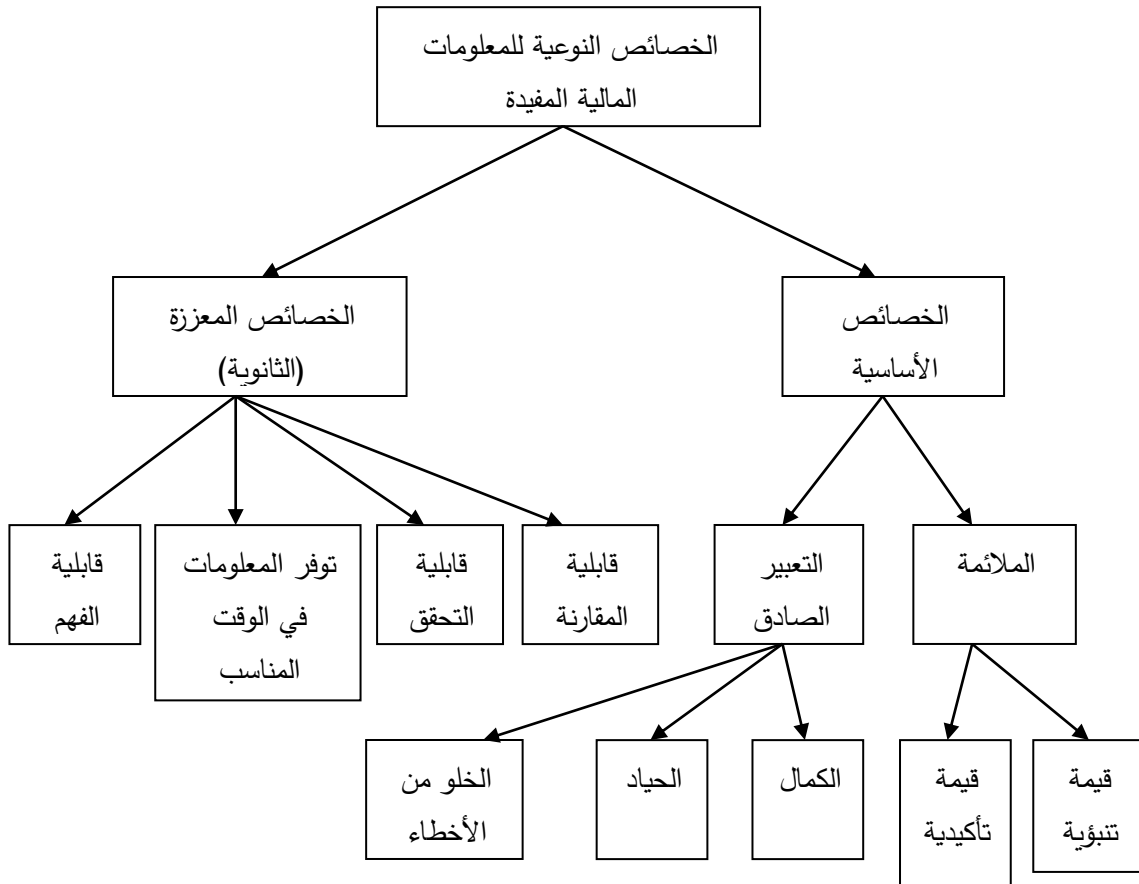 الخصائص النوعية للمعلومات
المالية المفيدة
الخصائص
الأساسية
الخصائص المعززة
(الثانوية)
الملائمة
التعبير
الصادق
قابلية
المقارنة
قابلية
التحقق
توفر المعلومات
في الوقت
المناسب
قابلية
الفهم
قيمة
تنبؤية
قيمة
تأكيدية
الكمال
الحياد
الخلو من
الأخطاء